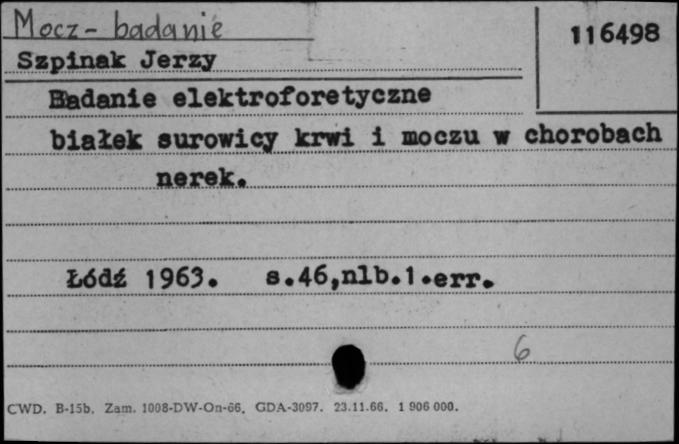 Mocz - badanie
116498
Szpinak Jerzy
Badanie elektroforetyczne
białek surowicy krwi i moczu w chorobach
nerek.
Łódź 1963. s.46,nlb.1.err.
6
CWD. B-15b. Zam. 1008-DW-On-66. GDA-3097. 23.11.66. 1 906 000.